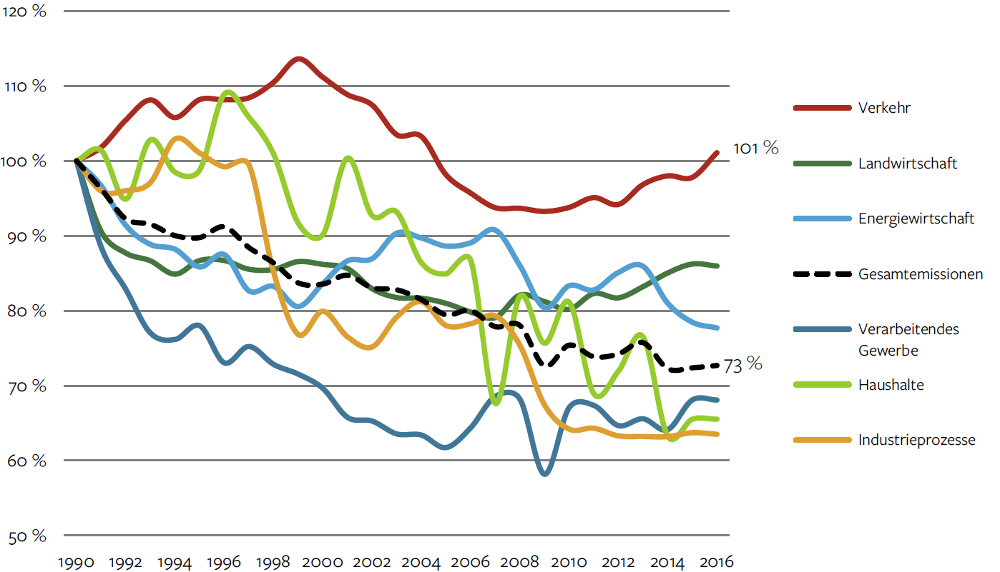 120 %
110 %
100 %
90 %
80 %
70 %
60 %
50 %
1990 1992 1994 1996 1998 2000 2002 2004 2006 2008 2010 2012 2014 2016
101 %
73 %
Verkehr
Landwirtschaft
Energiewirtschaft
Gesamtemissionen
Verarbeitendes
Gewerbe
Haushalte
Industrieprozesse